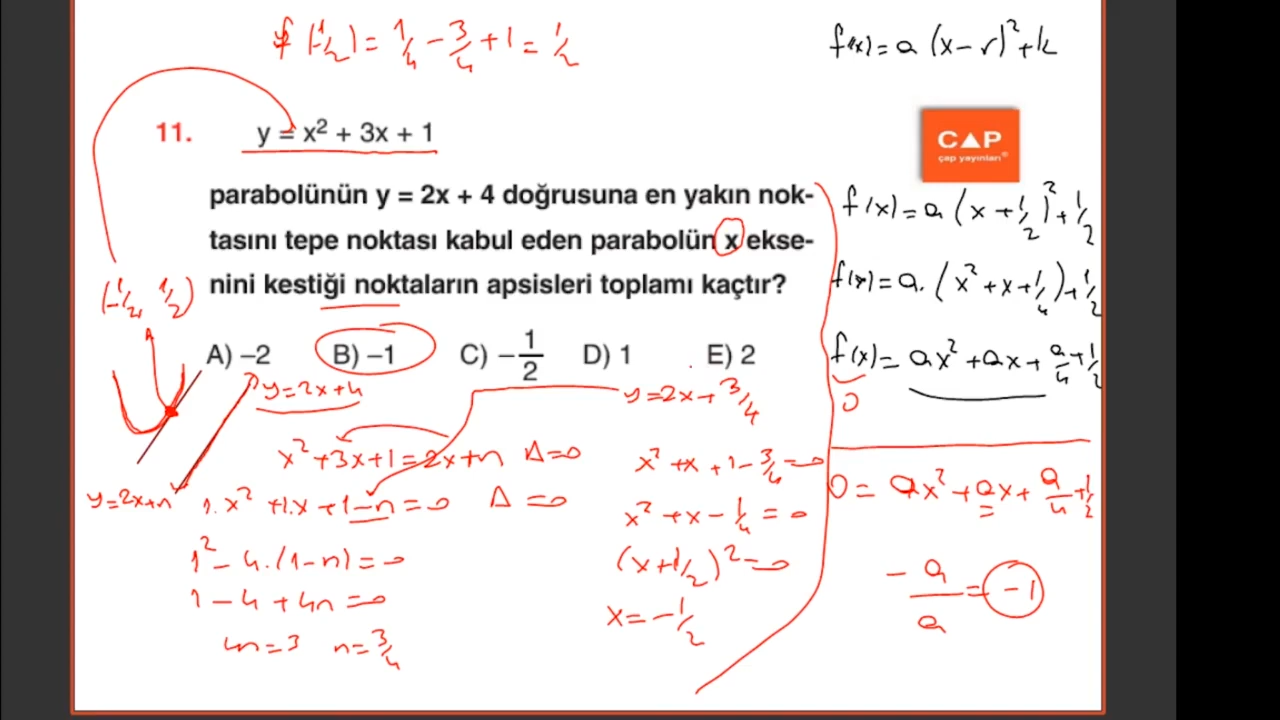 f(-1/2) = 1/4 - 3/4 + 1 = 1/2
f(x) = a(x-r)² + k
11. y = x² + 3x + 1
ÇAP
çap yayınları®
parabolünün y = 2x + 4 doğrusuna en yakın nok-
tasını tepe noktası kabul eden parabolün x ekse-
nini kestiği noktaların apsisleri toplamı kaçtır?
A) –2 B) –1 C) –1/2 D) 1 E) 2
(-1/2, 1/2)
y=2x+4
y=2x+n
x²+3x+1=2x+n Δ=0
1.x²+1.x+1-n=0 Δ=0
1²-4.(1-n)=0
1-4+4n=0
4n=3 n=3/4
y=2x+3/4
x²+x+1-3/4=0
x²+x-1/4=0
(x+1/2)²=0
x=-1/2
f(x)=a(x+1/2)²+1/2
f(x)=a.(x²+x+1/4)+1/2
f(x)=ax²+ax+a/4+1/2
0
0=ax²+ax+a/4+1/2
-a/a=-1